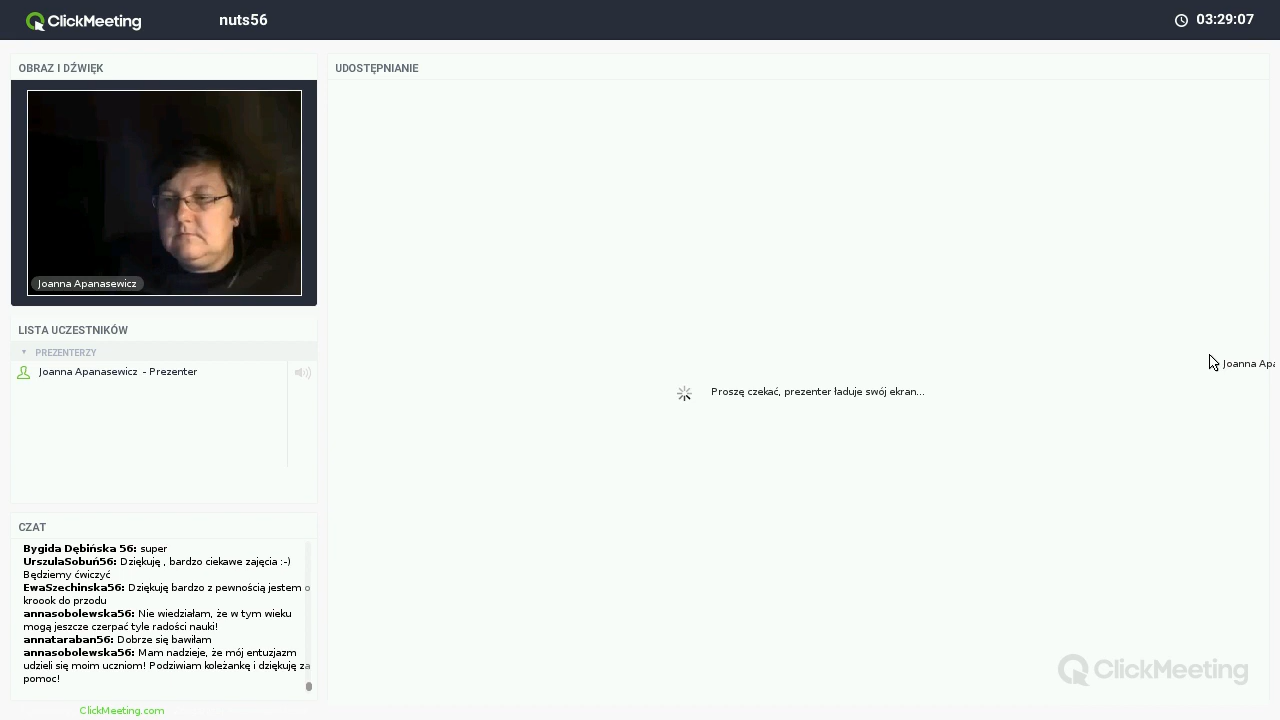 ClickMeeting
nuts56
03:29:07
OBRAZ I DŹWIĘK
Joanna Apanasewicz
LISTA UCZESTNIKÓW
PREZENTERZY
Joanna Apanasewicz - Prezenter
CZAT
Bygida Dębińska 56: super
UrszulaSobuń56: Dziękuję , bardzo ciekawe zajęcia :-)
Będziemy ćwiczyć
EwaSzechinska56: Dziękuję bardzo z pewnością jestem o
kroook do przodu
annasobolewska56: Nie wiedziałam, że w tym wieku
mogą jeszcze czerpać tyle radości nauki!
annataraban56: Dobrze się bawiłam
annasobolewska56: Mam nadzieje, że mój entuzjazm
udzieli się moim uczniom! Podziwiam koleżankę i dziękuję za
pomoc!
ClickMeeting.com
UDOSTĘPNIANIE
Proszę czekać, prezenter ładuje swój ekran...
Joanna Apa
ClickMeeting